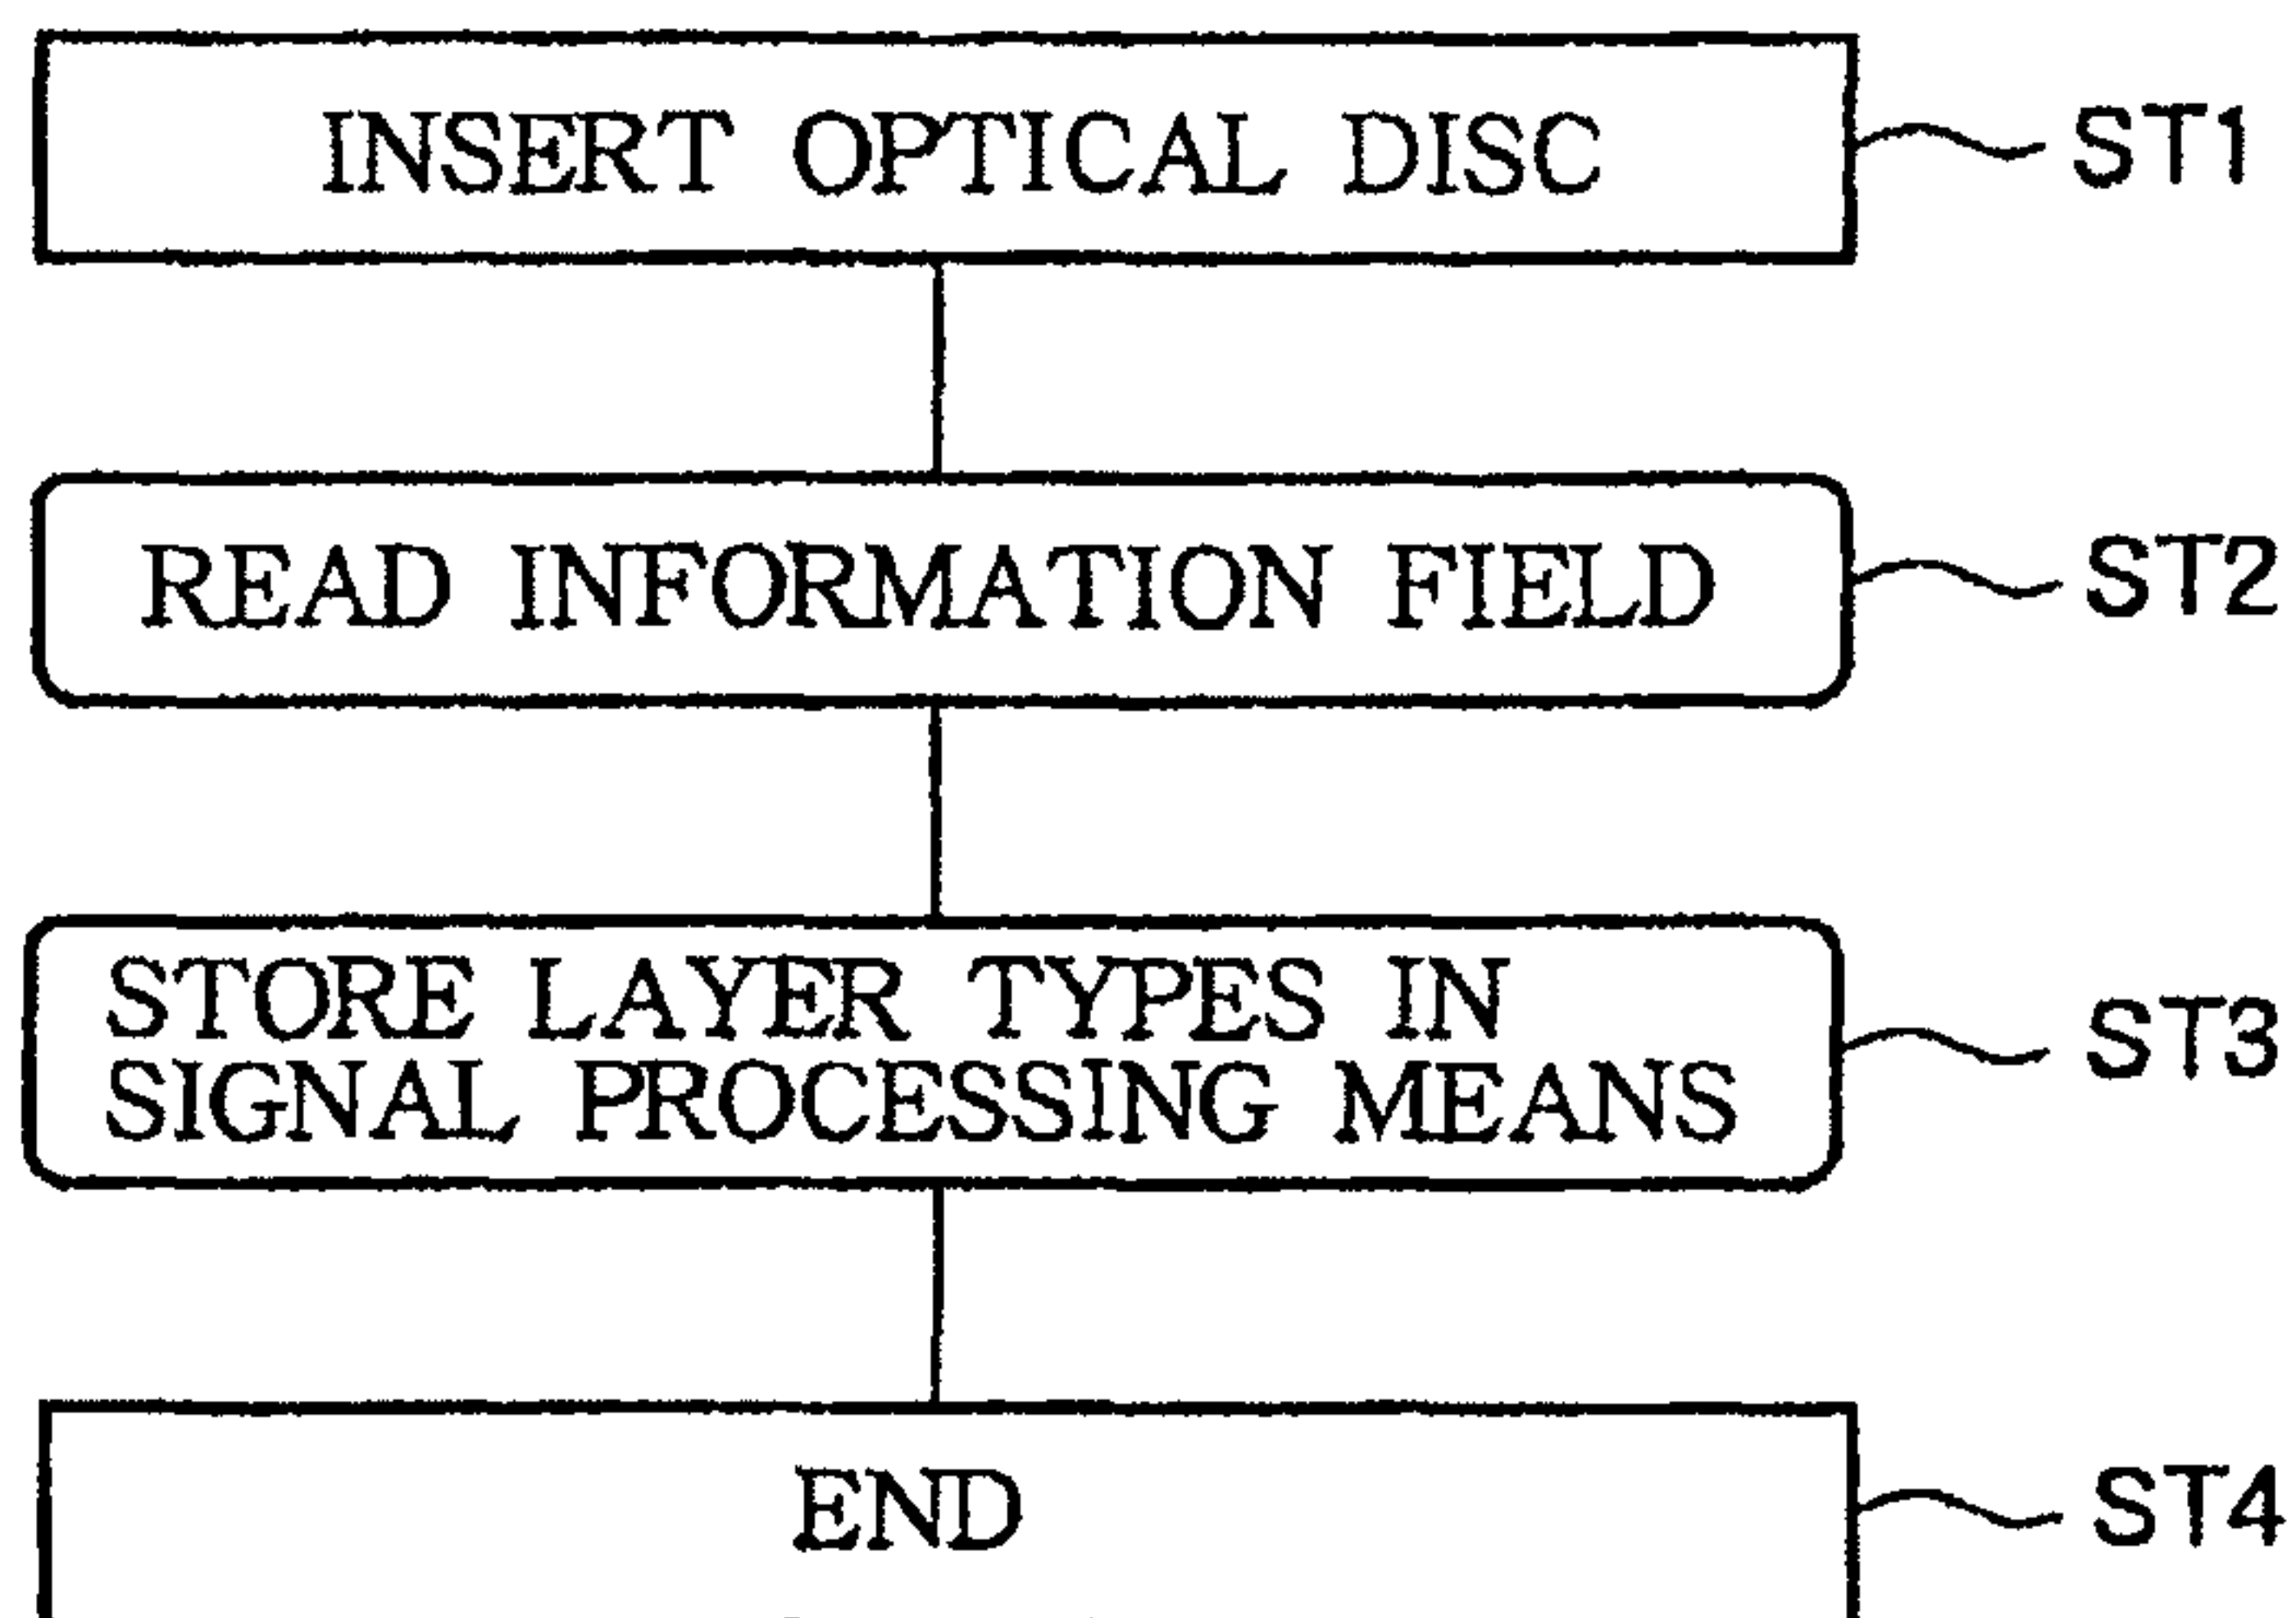 INSERT OPTICAL DISC
ST1
READ INFORMATION FIELD
ST2
STORE LAYER TYPES IN
SIGNAL PROCESSING MEANS
ST3
END
ST4